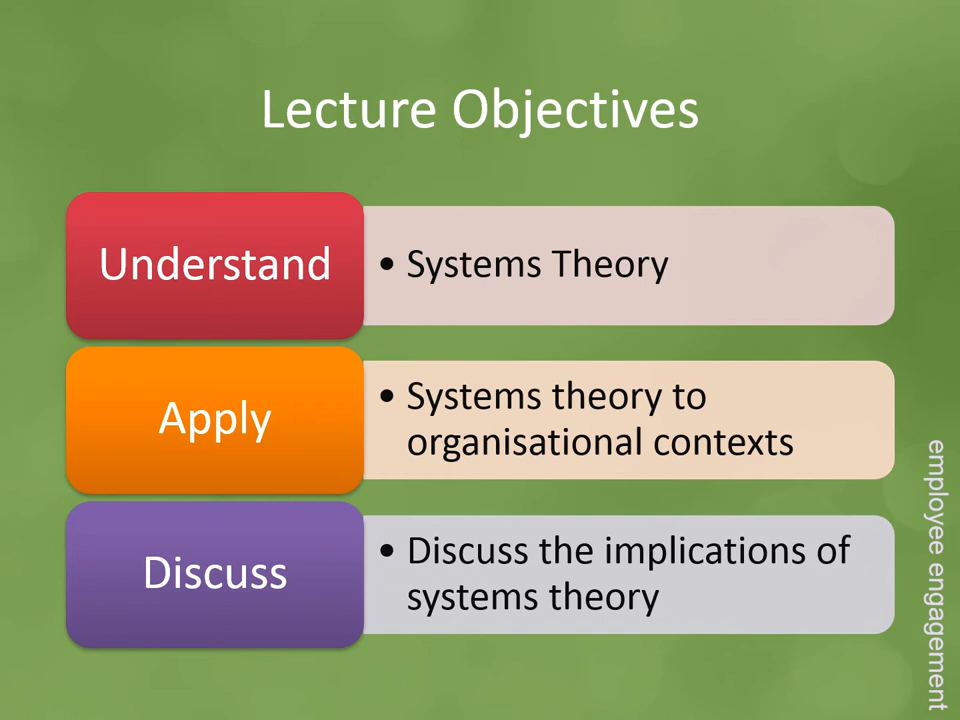 Lecture Objectives
Understand
• Systems Theory
Apply
• Systems theory to
organisational contexts
Discuss
• Discuss the implications of
systems theory
employee engagement